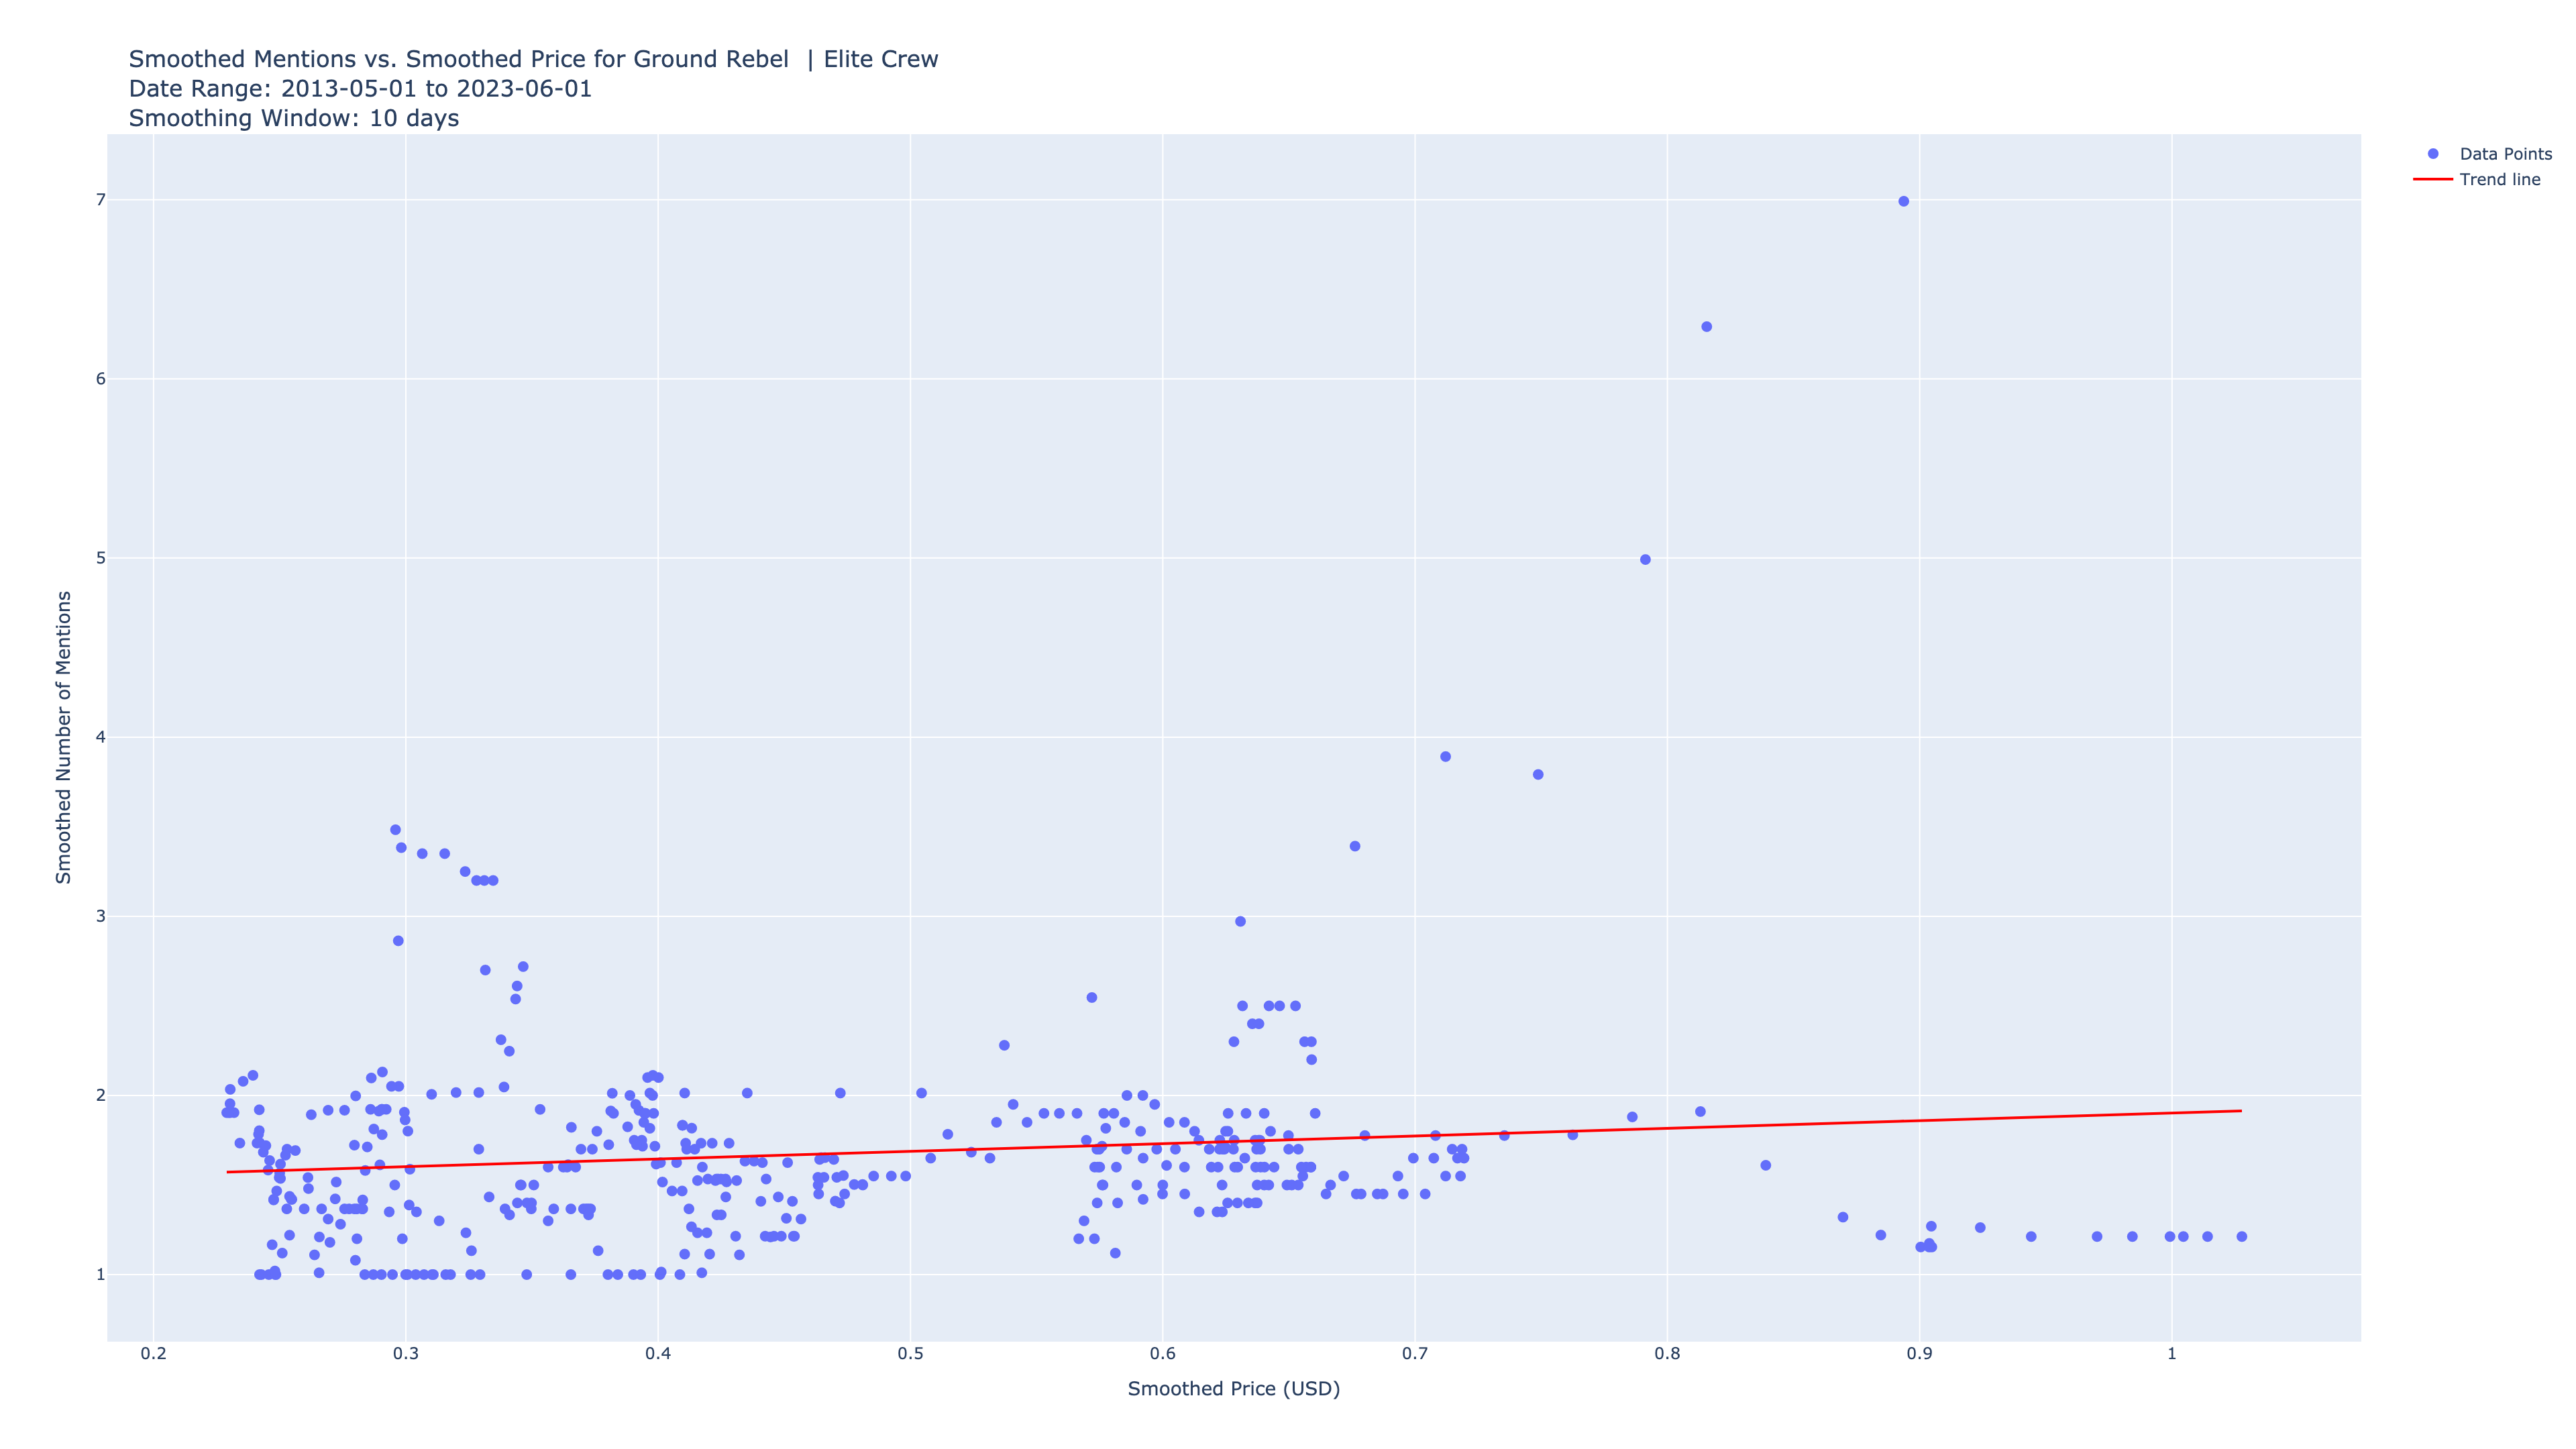 Smoothed Mentions vs. Smoothed Price for Ground Rebel  | Elite Crew
Date Range: 2013-05-01 to 2023-06-01
Smoothing Window: 10 days
Data Points
Trend line
7
6
5
4
3
2
1
Smoothed Number of Mentions
0.2 0.3 0.4 0.5 0.6 0.7 0.8 0.9 1
Smoothed Price (USD)